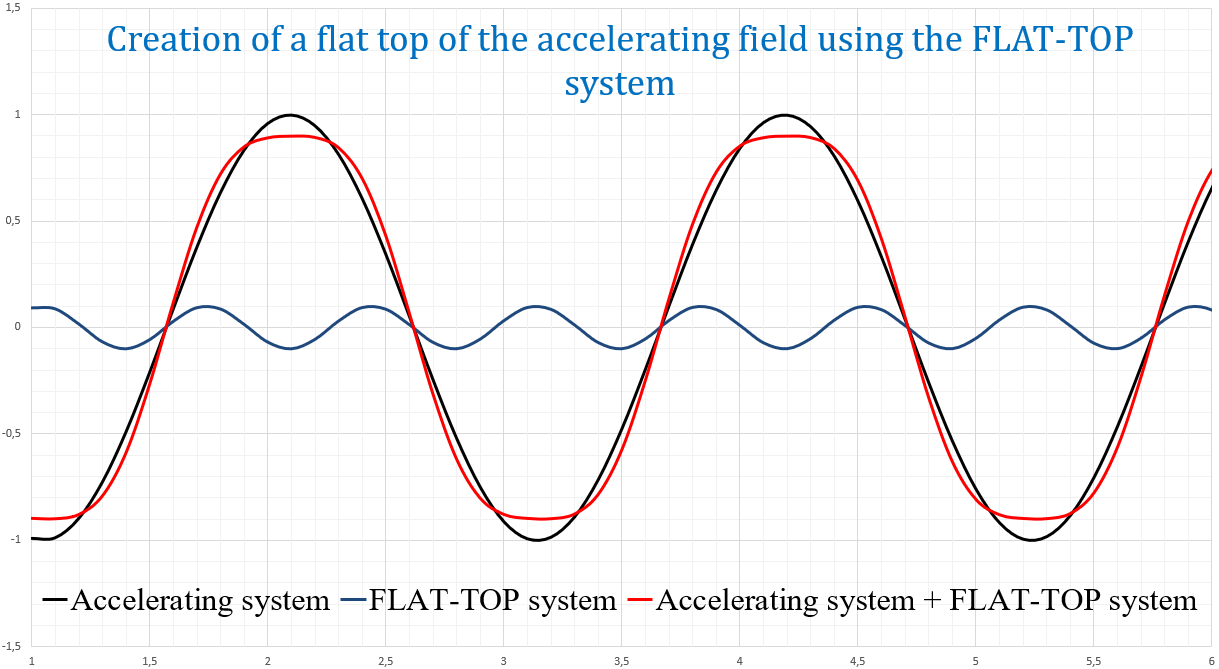 Creation of a flat top of the accelerating field using the FLAT-TOP
system
1,5
1
0,5
0
-0,5
-1
-1,5
Accelerating system FLAT-TOP system Accelerating system + FLAT-TOP system
1 1,5 2 2,5 3 3,5 4 4,5 5 5,5 6